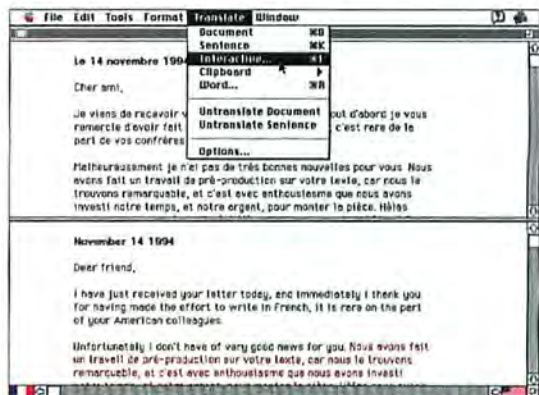 File Edit Tools Format Translate Window
Document ⌘D
Sentence ⌘K
Interactive... ⌘I
Clipboard
Word... ⌘R
Untranslate Document
Untranslate Sentence
Options...
Le 14 novembre 1994
Cher ami,
Je viens de recevoir v out d'abord je vous
remercie d'avoir fait c'est rare de la
part de vos confrères
Malheureusement je n'ai pas de très bonnes nouvelles pour vous. Nous
avons fait un travail de pré-production sur votre texte, car nous le
trouvons remarquable, et c'est avec enthousiasme que nous avons
investi notre temps, et notre argent, pour monter la pièce. Hélas
November 14 1994
Dear friend,
I have just received your letter today, and immediately I thank you
for having made the effort to write in French, it is rare on the part
of your American colleagues.
Unfortunately I don't have of very good news for you. Nous avons fait
un travail de pré-production sur votre texte, car nous le trouvons
remarquable, et c'est avec enthousiasme que nous avons investi